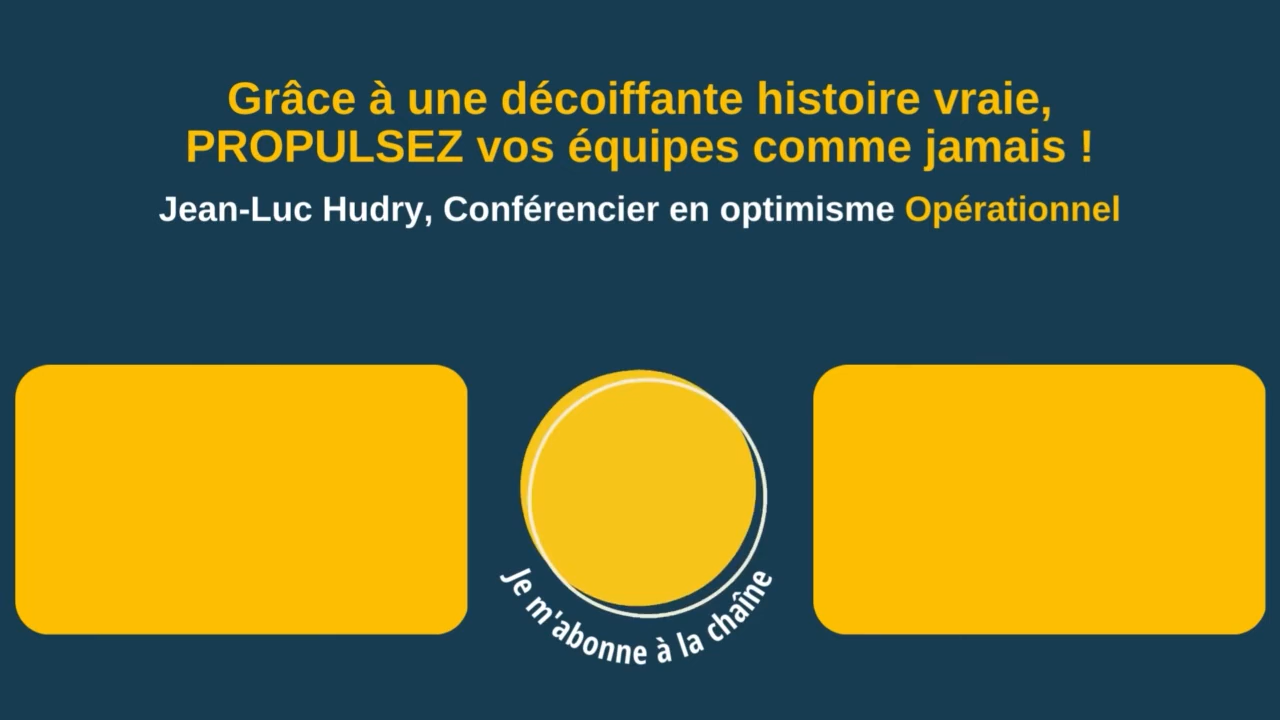 Grâce à une décoiffante histoire vraie,
PROPULSEZ vos équipes comme jamais !
Jean-Luc Hudry, Conférencier en optimisme Opérationnel
Je m'abonne à la chaîne